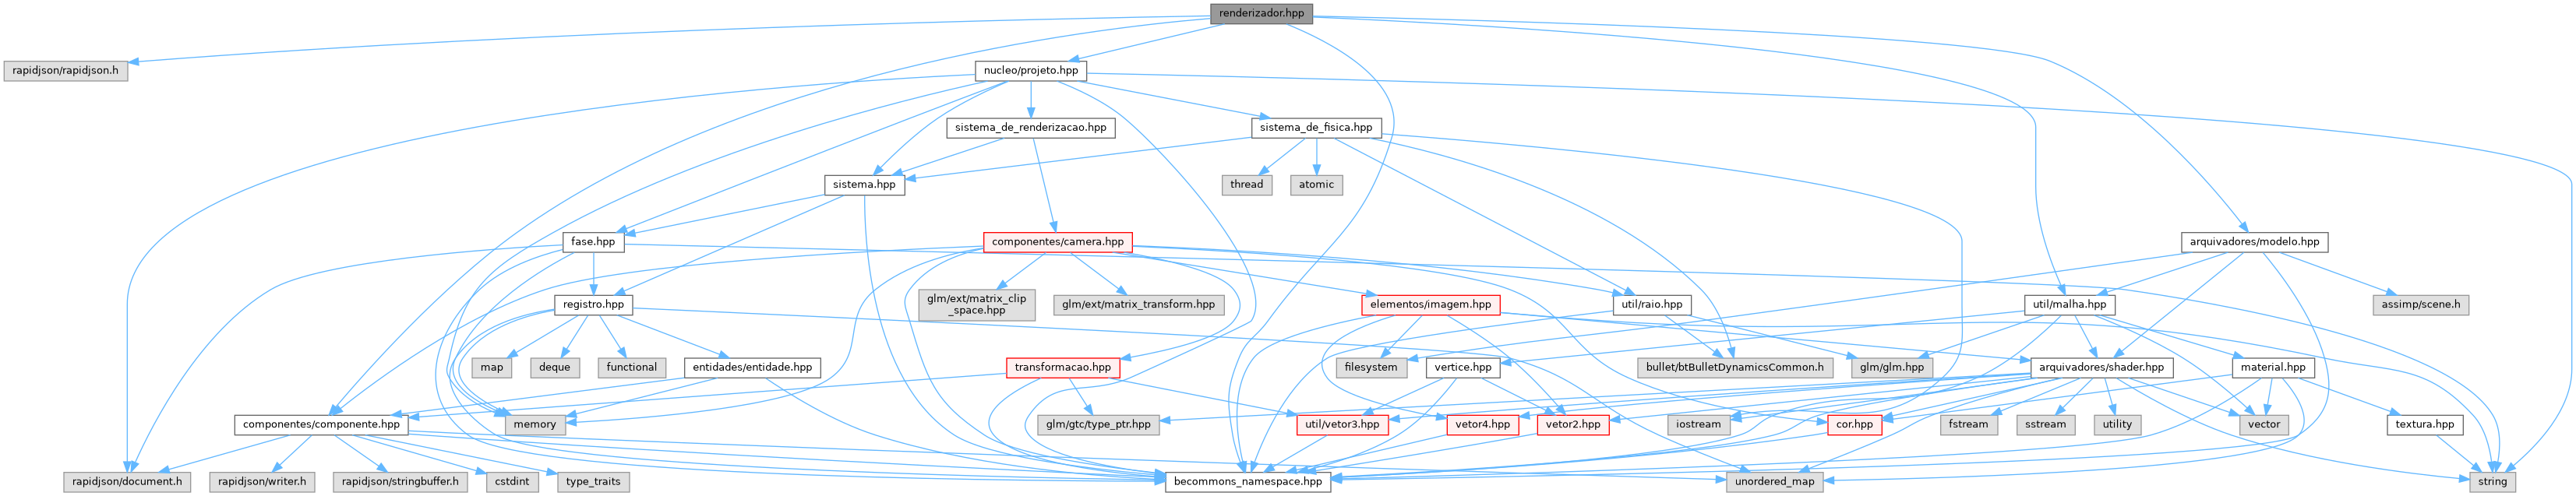 renderizador.hpp
rapidjson/rapidjson.h
nucleo/projeto.hpp
sistema_de_renderizacao.hpp
sistema_de_fisica.hpp
sistema.hpp
thread
atomic
fase.hpp
componentes/camera.hpp
arquivadores/modelo.hpp
registro.hpp
glm/ext/matrix_clip
_space.hpp
glm/ext/matrix_transform.hpp
elementos/imagem.hpp
util/raio.hpp
util/malha.hpp
assimp/scene.h
map
deque
functional
entidades/entidade.hpp
transformacao.hpp
filesystem
vertice.hpp
bullet/btBulletDynamicsCommon.h
glm/glm.hpp
arquivadores/shader.hpp
material.hpp
componentes/componente.hpp
memory
glm/gtc/type_ptr.hpp
util/vetor3.hpp
vetor4.hpp
vetor2.hpp
iostream
cor.hpp
fstream
sstream
utility
vector
textura.hpp
rapidjson/document.h
rapidjson/writer.h
rapidjson/stringbuffer.h
cstdint
type_traits
becommons_namespace.hpp
unordered_map
string